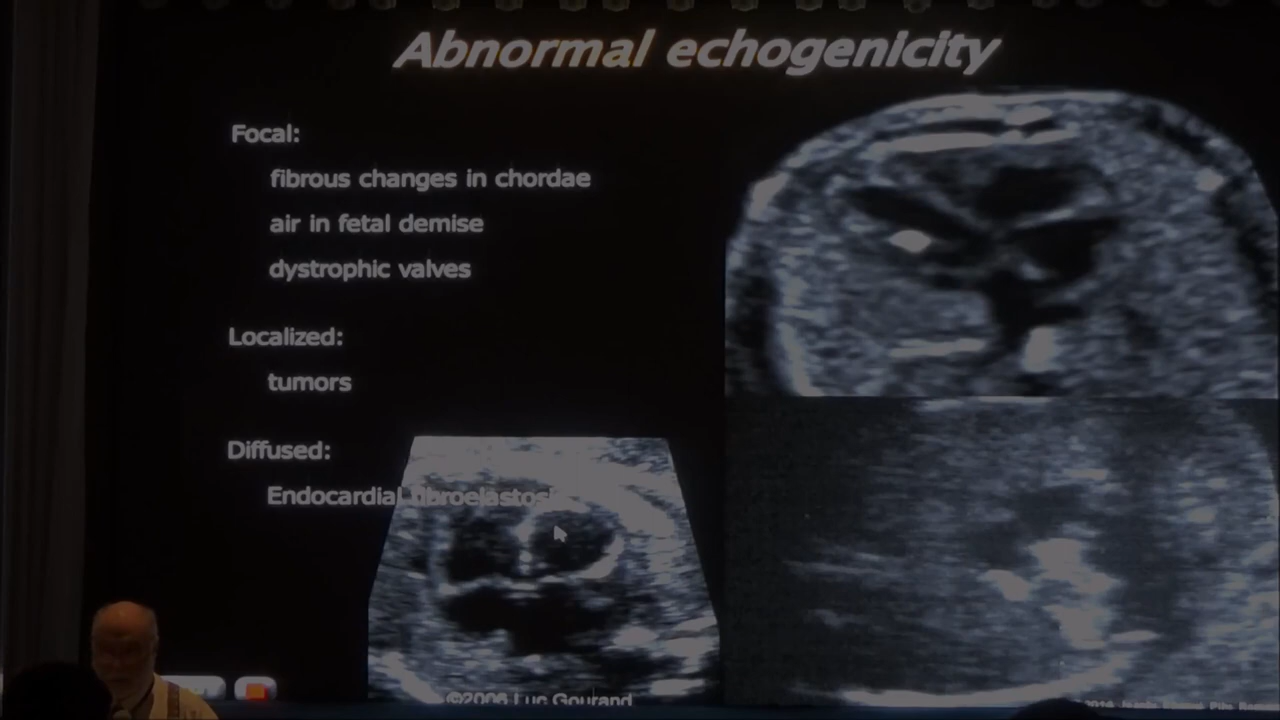 Abnormal echogenicity
Focal:
fibrous changes in chordae
air in fetal demise
dystrophic valves
Localized:
tumors
Diffused:
Endocardial fibroelastosis
©2006 Luc Gourand